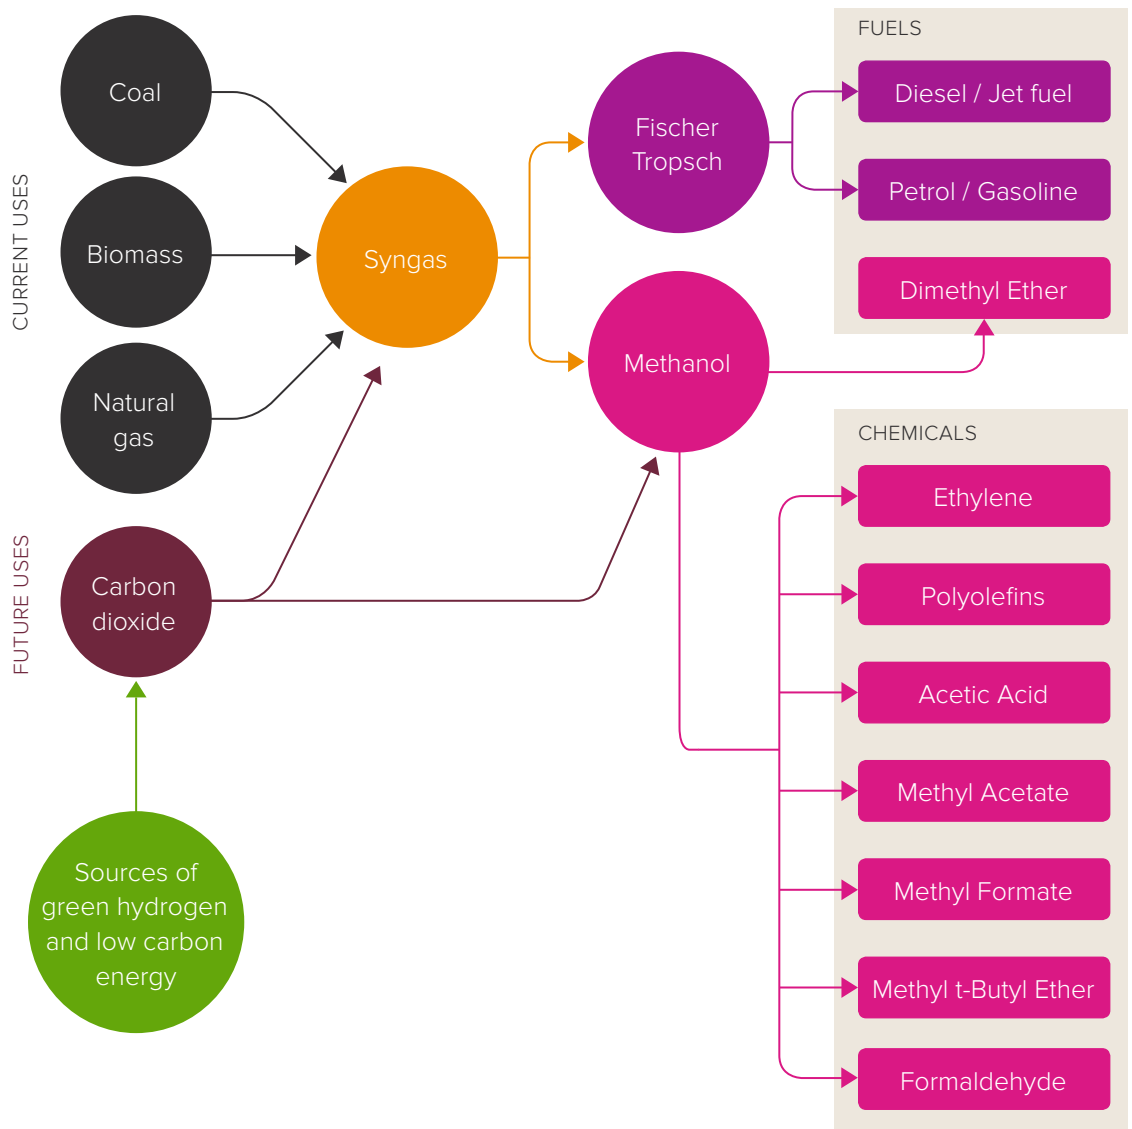 CURRENT USES
Coal
Biomass
Natural
gas
FUTURE USES
Carbon
dioxide
Sources of
green hydrogen
and low carbon
energy
Syngas
Fischer
Tropsch
Methanol
FUELS
Diesel / Jet fuel
Petrol / Gasoline
Dimethyl Ether
CHEMICALS
Ethylene
Polyolefins
Acetic Acid
Methyl Acetate
Methyl Formate
Methyl t-Butyl Ether
Formaldehyde